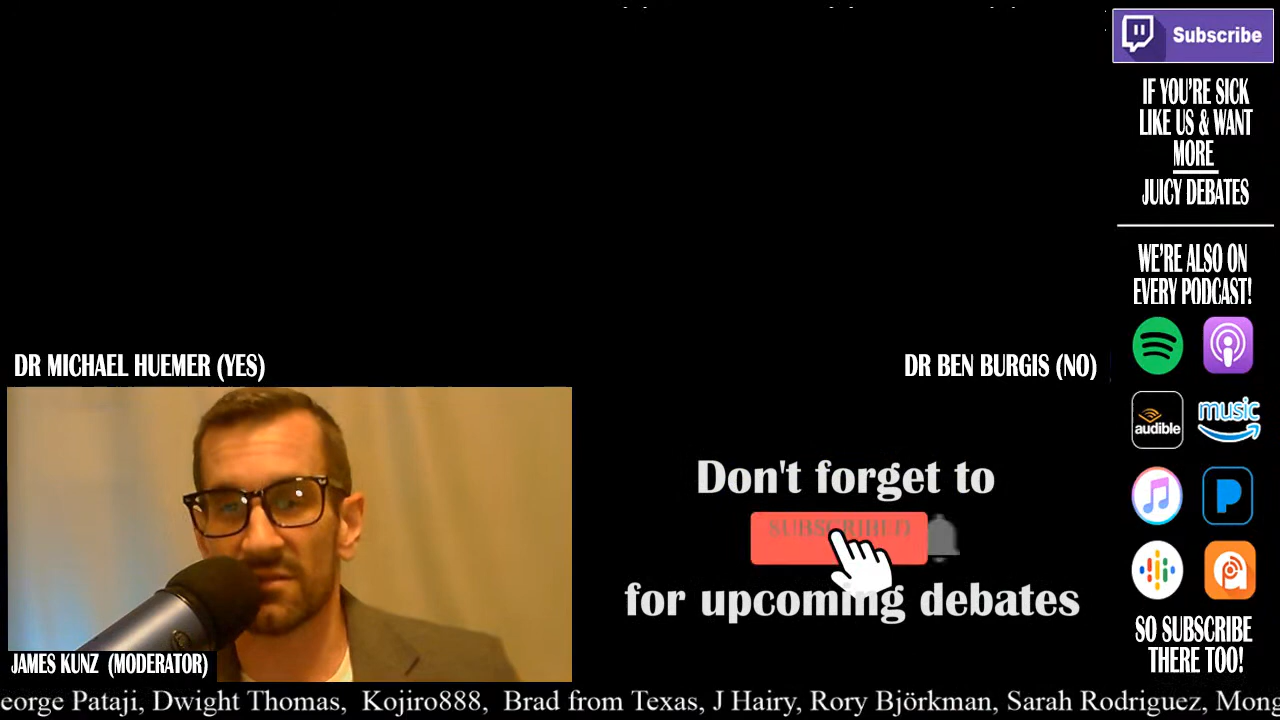 Subscribe
IF YOU'RE SICK
LIKE US & WANT
MORE
JUICY DEBATES
WE'RE ALSO ON
EVERY PODCAST!
audible
music
SO SUBSCRIBE
THERE TOO!
DR MICHAEL HUEMER (YES)
DR BEN BURGIS (NO)
Don't forget to
SUBSCRIBED
for upcoming debates
JAMES KUNZ (MODERATOR)
eorge Pataji, Dwight Thomas, Kojiro888, Brad from Texas, J Hairy, Rory Björkman, Sarah Rodriguez, Mong